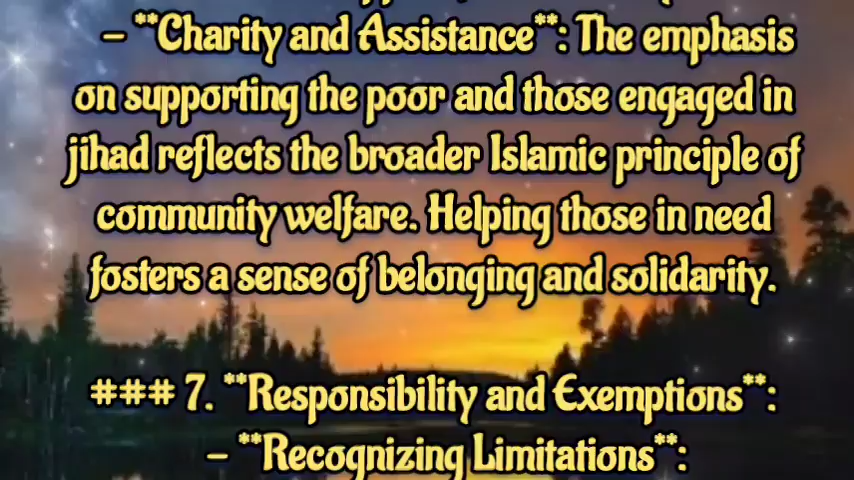 - **Charity and Assistance**: The emphasis
on supporting the poor and those engaged in
jihad reflects the broader Islamic principle of
community welfare. Helping those in need
fosters a sense of belonging and solidarity.
### 7. **Responsibility and Exemptions**:
- **Recognizing Limitations**: